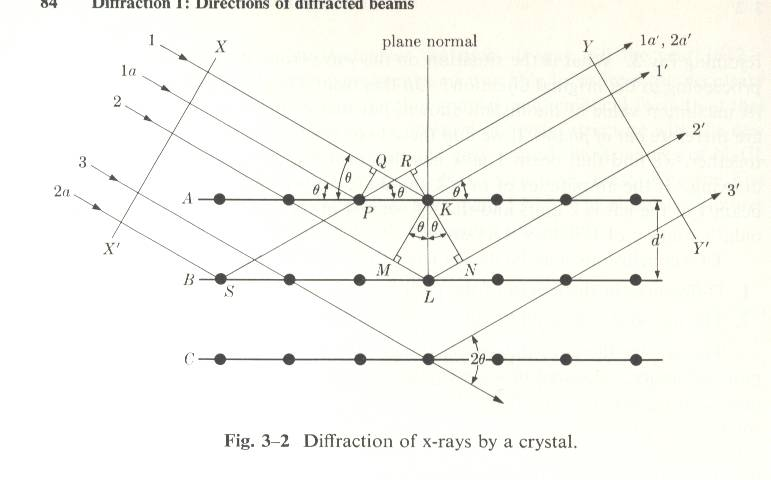 84 Diffraction 1: Directions of diffracted beams
1 X plane normal Y 1a′, 2a′
1a 1′
2 2′
Q R
3 θ θ θ θ 3′
2a A P K
θ θ d′
X′ M N Y′
B S L
C 2θ
Fig. 3–2 Diffraction of x-rays by a crystal.